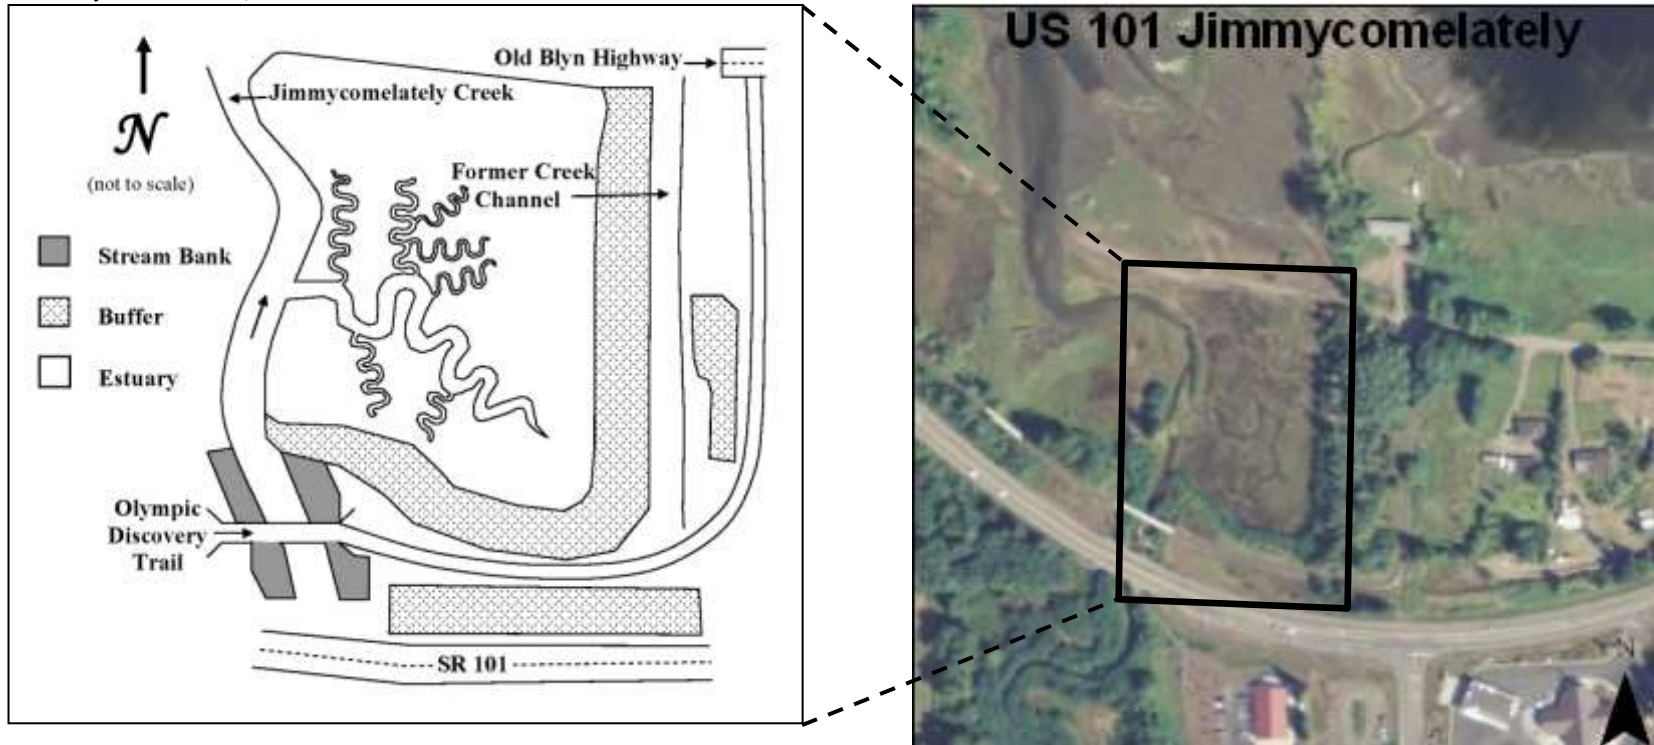 Old Blyn Highway
Jimmycomelately Creek
N
(not to scale)
Former Creek
Channel
Stream Bank
Buffer
Estuary
Olympic
Discovery
Trail
SR 101
US 101 Jimmycomelately
N